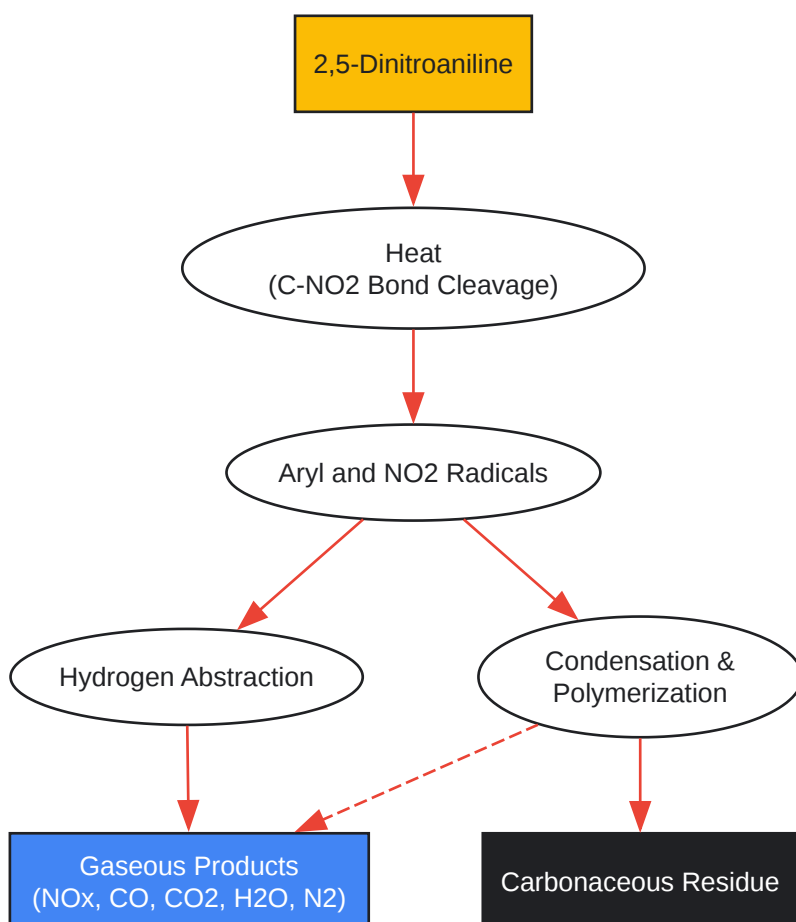 2,5-Dinitroaniline
Heat
(C-NO2 Bond Cleavage)
Aryl and NO2 Radicals
Hydrogen Abstraction
Condensation &
Polymerization
Gaseous Products
(NOx, CO, CO2, H2O, N2)
Carbonaceous Residue